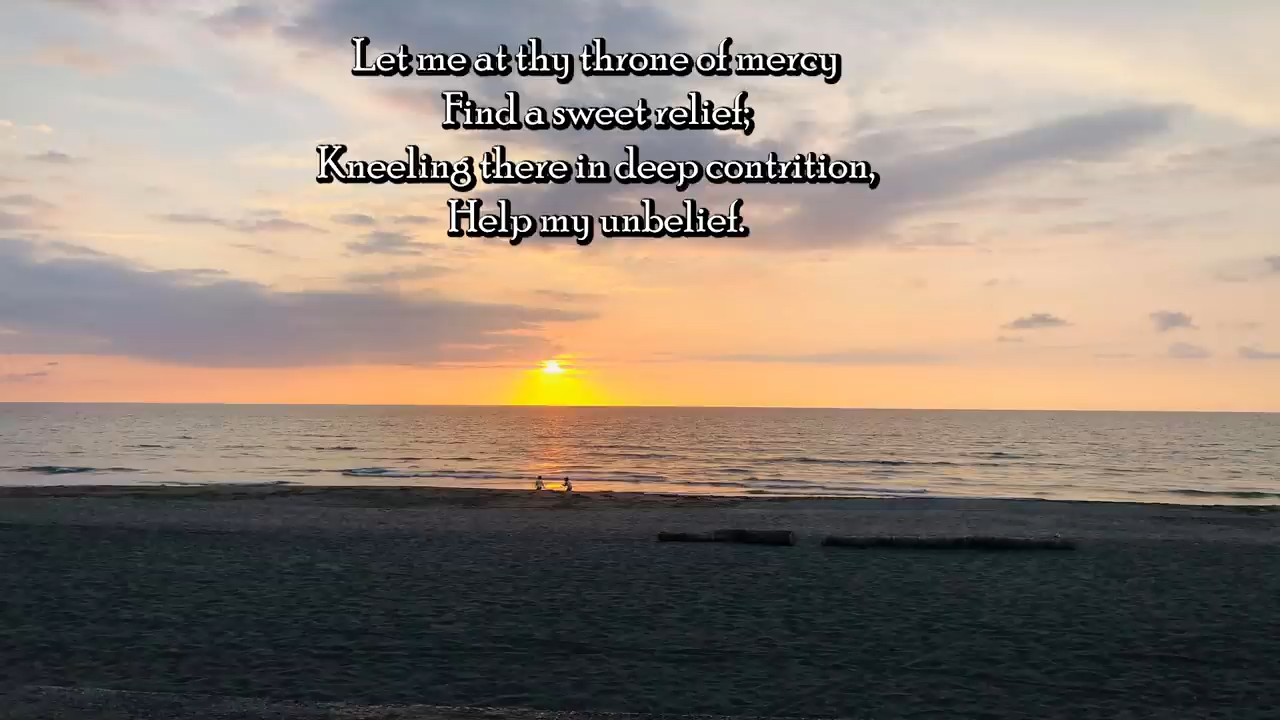 Let me at thy throne of mercy
Find a sweet relief;
Kneeling there in deep contrition,
Help my unbelief.